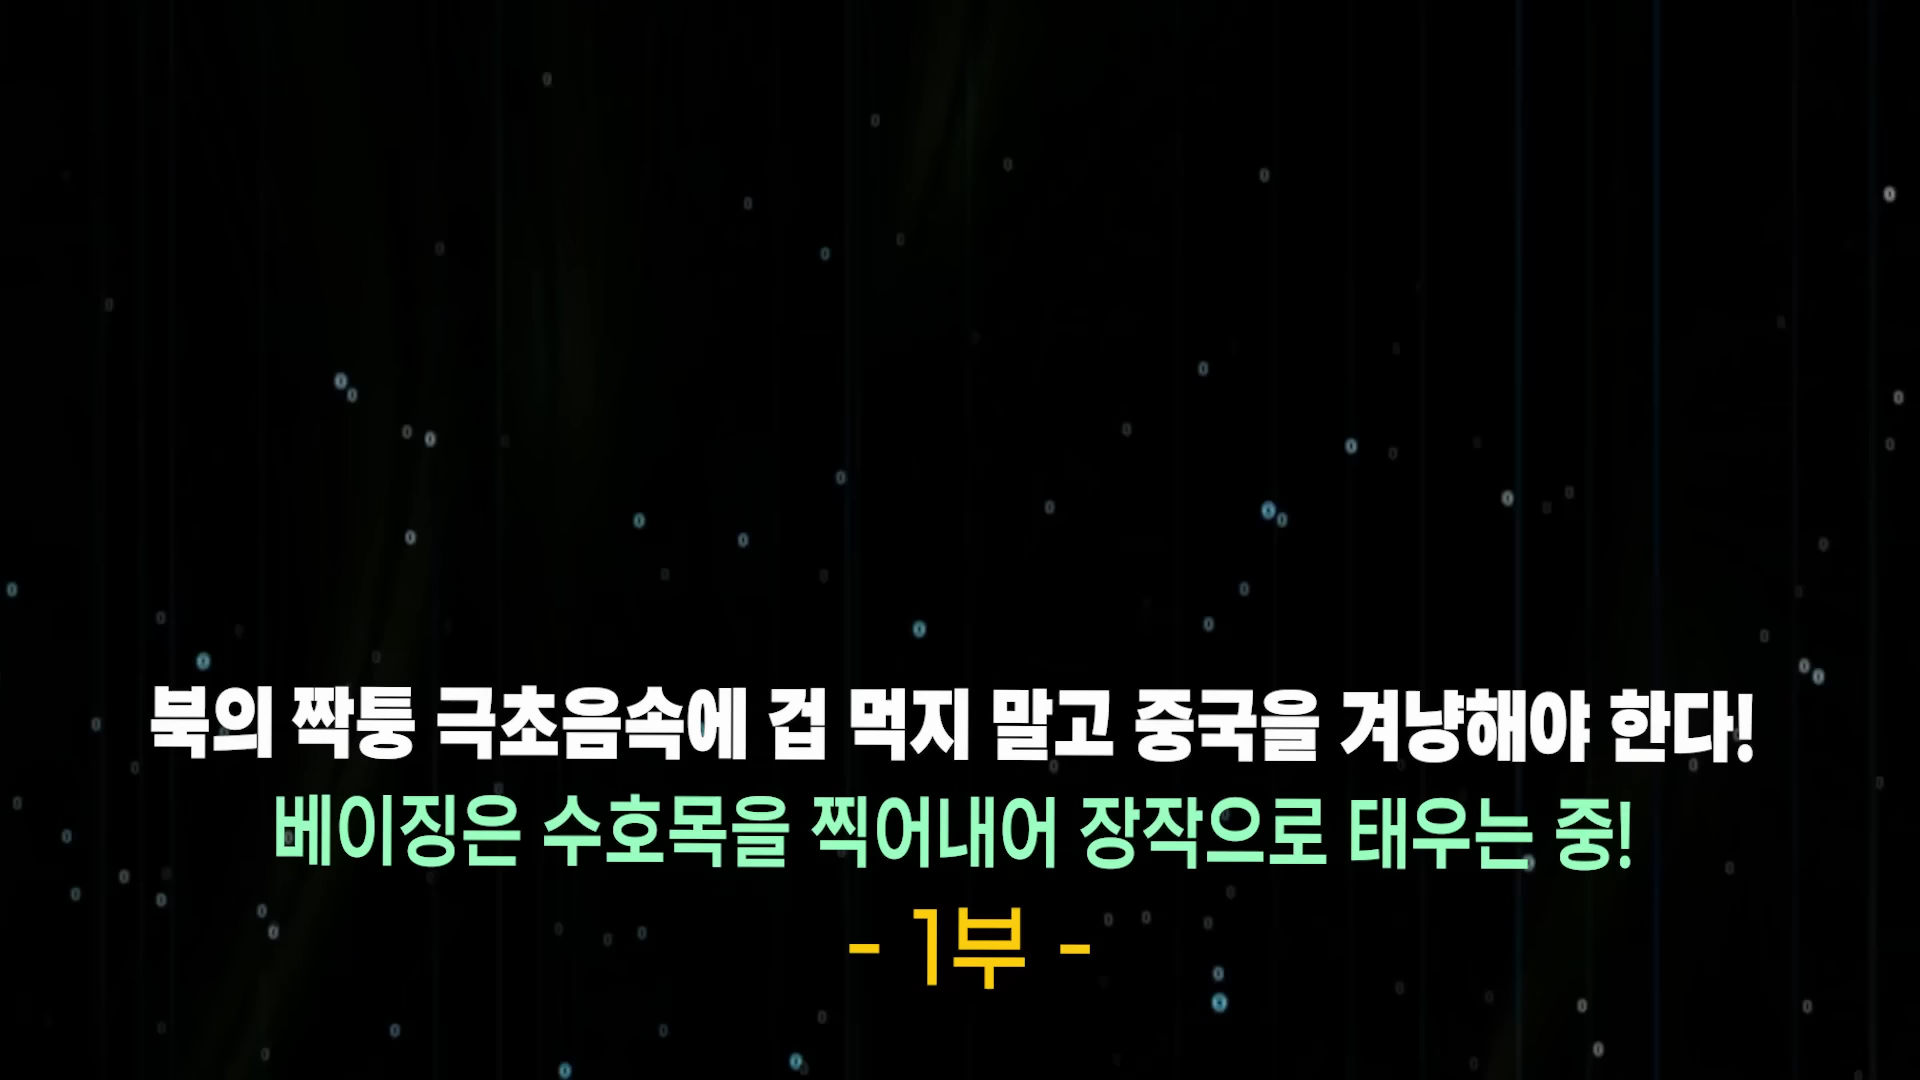 북의 짝퉁 극초음속에 겁 먹지 말고 중국을 겨냥해야 한다!
베이징은 수호목을 찍어내어 장작으로 태우는 중!
- 1부 -